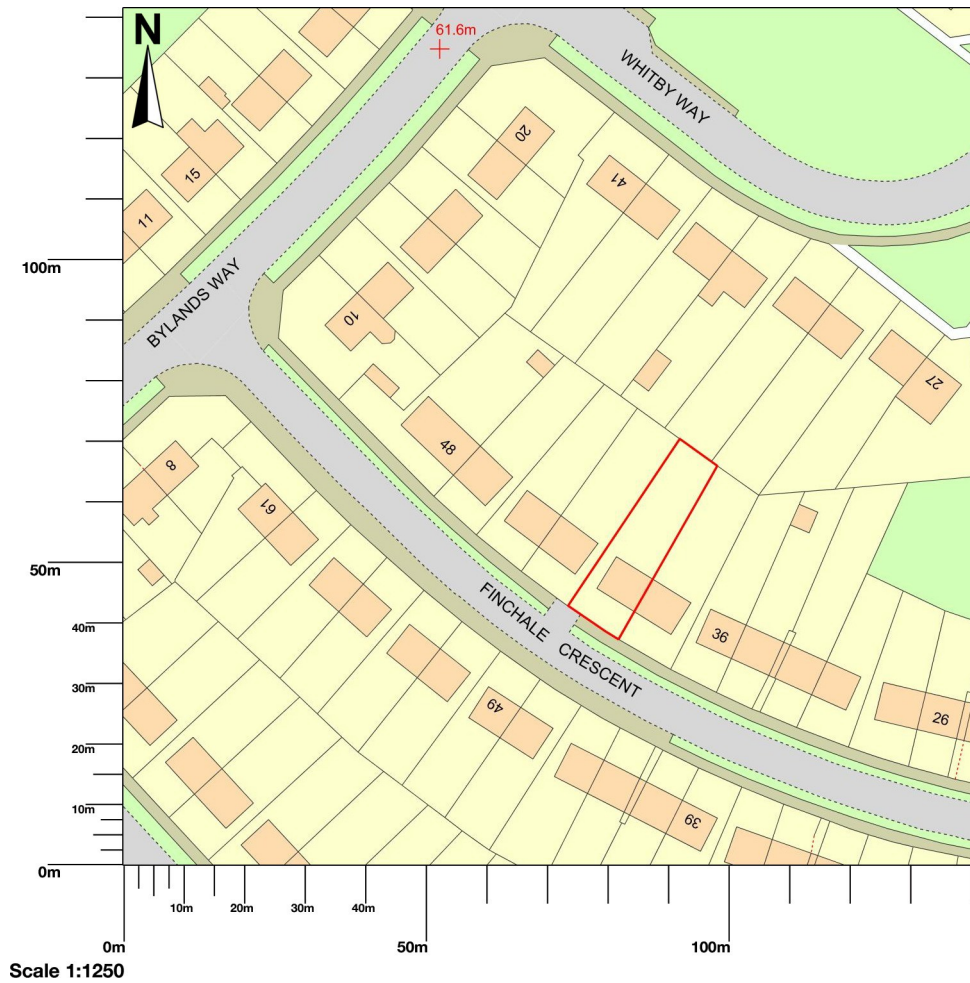 N
61.6m
WHITBY WAY
20
15
41
11
100m
BYLANDS WAY
10
27
48
8
61
50m
FINCHALE CRESCENT
40m
36
30m
49
26
20m
39
10m
0m
10m 20m 30m 40m
0m 50m 100m
Scale 1:1250